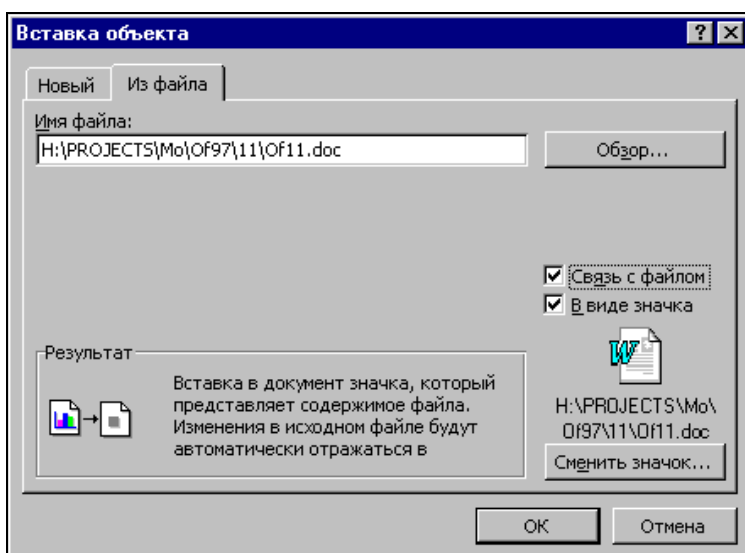 Вставка объекта
Новый
Из файла
Имя файла:
H:\PROJECTS\Mo\Of97\11\Of11.doc
Обзор...
Связь с файлом
В виде значка
Результат
Вставка в документ значка, который
представляет содержимое файла.
Изменения в исходном файле будут
автоматически отражаться в
H:\PROJECTS\Mo\
Of97\11\Of11.doc
Сменить значок...
ОК
Отмена